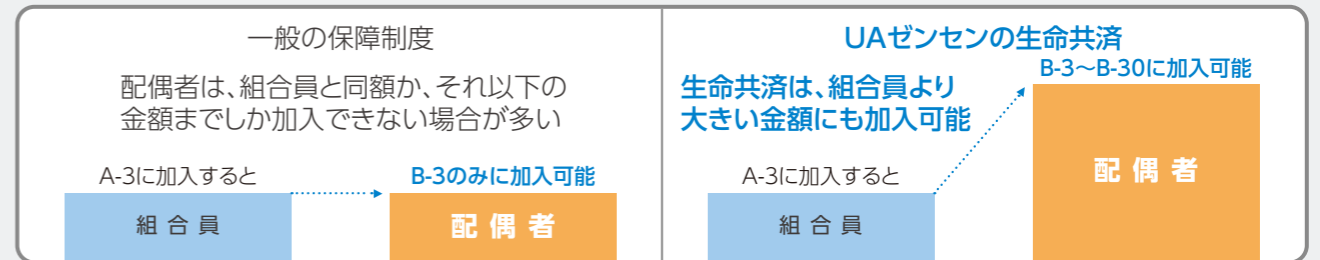 一般の保障制度
配偶者は、組合員と同額か、それ以下の
金額までしか加入できない場合が多い
A-3に加入すると
B-3のみに加入可能
組合員
配偶者
UAゼンセンの生命共済
B-3～B-30に加入可能
生命共済は、組合員より
大きい金額にも加入可能
A-3に加入すると
組合員
配偶者